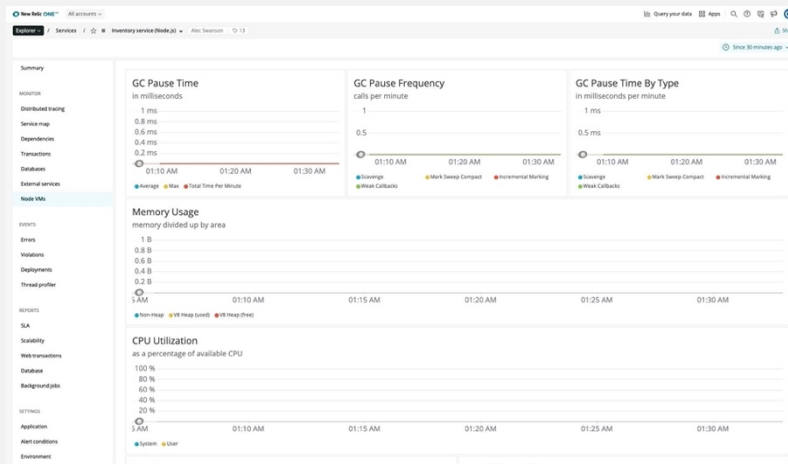 New Relic ONE™ All accounts Query your data Apps
Explorer / Services / Inventory service (Node.js) Alec Swanson 13
Since 30 minutes ago
Summary
MONITOR
Distributed tracing
Service map
Dependencies
Transactions
Databases
External services
Node VMs
EVENTS
Errors
Violations
Deployments
Thread profiler
REPORTS
SLA
Scalability
Web transactions
Database
Background jobs
SETTINGS
Application
Alert conditions
Environment
GC Pause Time
in milliseconds
1 ms
0.8 ms
0.6 ms
0.4 ms
0.2 ms
01:10 AM 01:20 AM 01:30 AM
Average Max Total Time Per Minute
GC Pause Frequency
calls per minute
1
0.5
01:10 AM 01:20 AM 01:30 AM
Scavenge Mark Sweep Compact Incremental Marking
Weak Callbacks
GC Pause Time By Type
in milliseconds per minute
1 ms
0.5 ms
01:10 AM 01:20 AM 01:30 AM
Scavenge Mark Sweep Compact Incremental Marking
Weak Callbacks
Memory Usage
memory divided up by area
1 B
0.8 B
0.6 B
0.4 B
0.2 B
5 AM 01:10 AM 01:15 AM 01:20 AM 01:25 AM 01:30 AM
Non-Heap V8 Heap (used) V8 Heap (free)
CPU Utilization
as a percentage of available CPU
100 %
80 %
60 %
40 %
20 %
5 AM 01:10 AM 01:15 AM 01:20 AM 01:25 AM 01:30 AM
System User